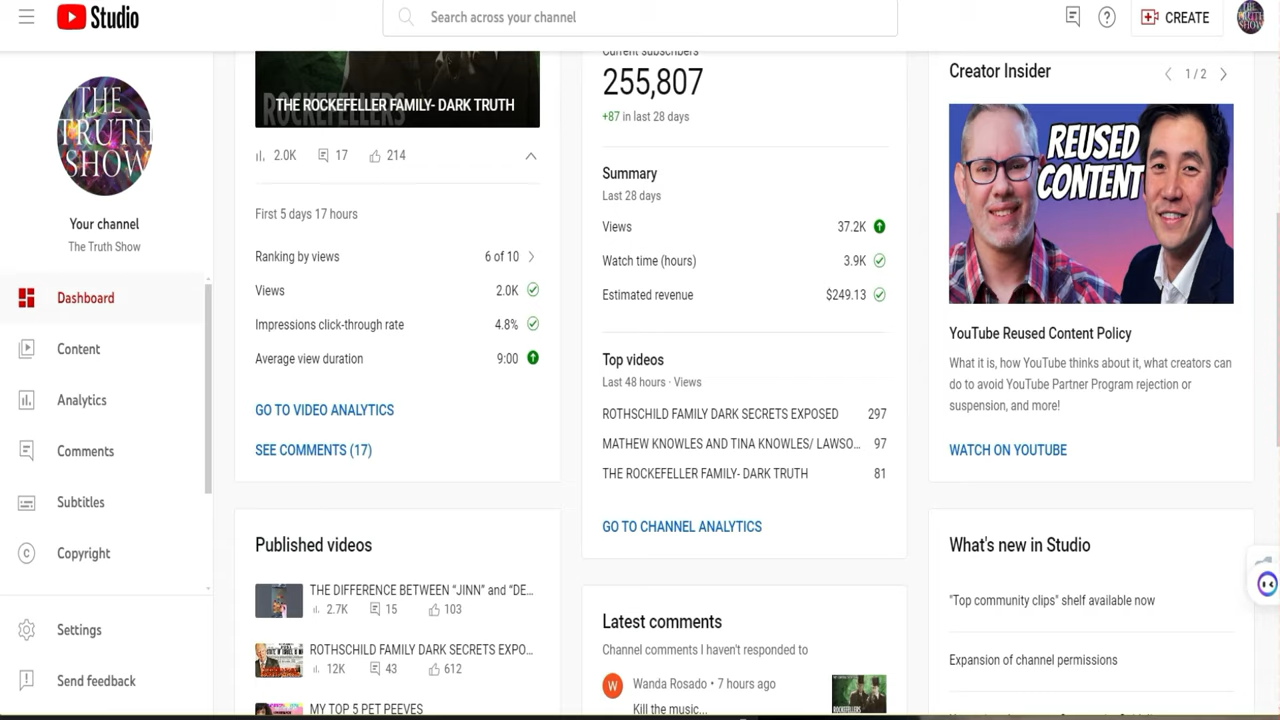 Studio
Search across your channel
CREATE
THE TRUTH SHOW
THE
TRUTH
SHOW
Your channel
The Truth Show
Dashboard
Content
Analytics
Comments
Subtitles
Copyright
Settings
Send feedback
ROCKEFELLERS
THE ROCKEFELLER FAMILY- DARK TRUTH
2.0K 17 214
First 5 days 17 hours
Ranking by views 6 of 10
Views 2.0K
Impressions click-through rate 4.8%
Average view duration 9:00
GO TO VIDEO ANALYTICS
SEE COMMENTS (17)
Published videos
THE DIFFERENCE BETWEEN “JINN” and “DE...
2.7K 15 103
ROTHSCHILD FAMILY DARK SECRETS EXPO...
12K 43 612
MY TOP 5 PET PEEVES
Current subscribers
255,807
+87 in last 28 days
Summary
Last 28 days
Views 37.2K
Watch time (hours) 3.9K
Estimated revenue $249.13
Top videos
Last 48 hours · Views
ROTHSCHILD FAMILY DARK SECRETS EXPOSED 297
MATHEW KNOWLES AND TINA KNOWLES/ LAWSO... 97
THE ROCKEFELLER FAMILY- DARK TRUTH 81
GO TO CHANNEL ANALYTICS
Latest comments
Channel comments I haven't responded to
W
Wanda Rosado • 7 hours ago
Kill the music...
Creator Insider
1 / 2
REUSED
CONTENT
YouTube Reused Content Policy
What it is, how YouTube thinks about it, what creators can
do to avoid YouTube Partner Program rejection or
suspension, and more!
WATCH ON YOUTUBE
What's new in Studio
"Top community clips" shelf available now
Expansion of channel permissions